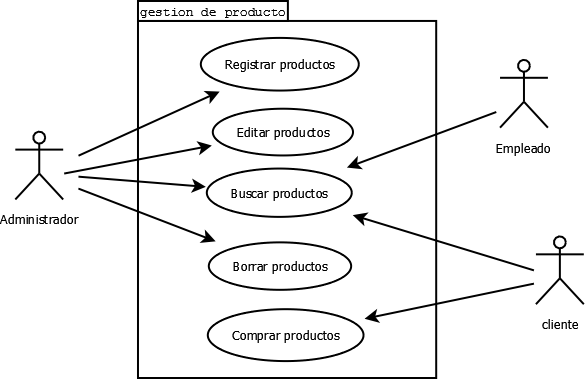 gestion de producto
Registrar productos
Editar productos
Empleado
Buscar productos
Administrador
Borrar productos
Comprar productos
cliente